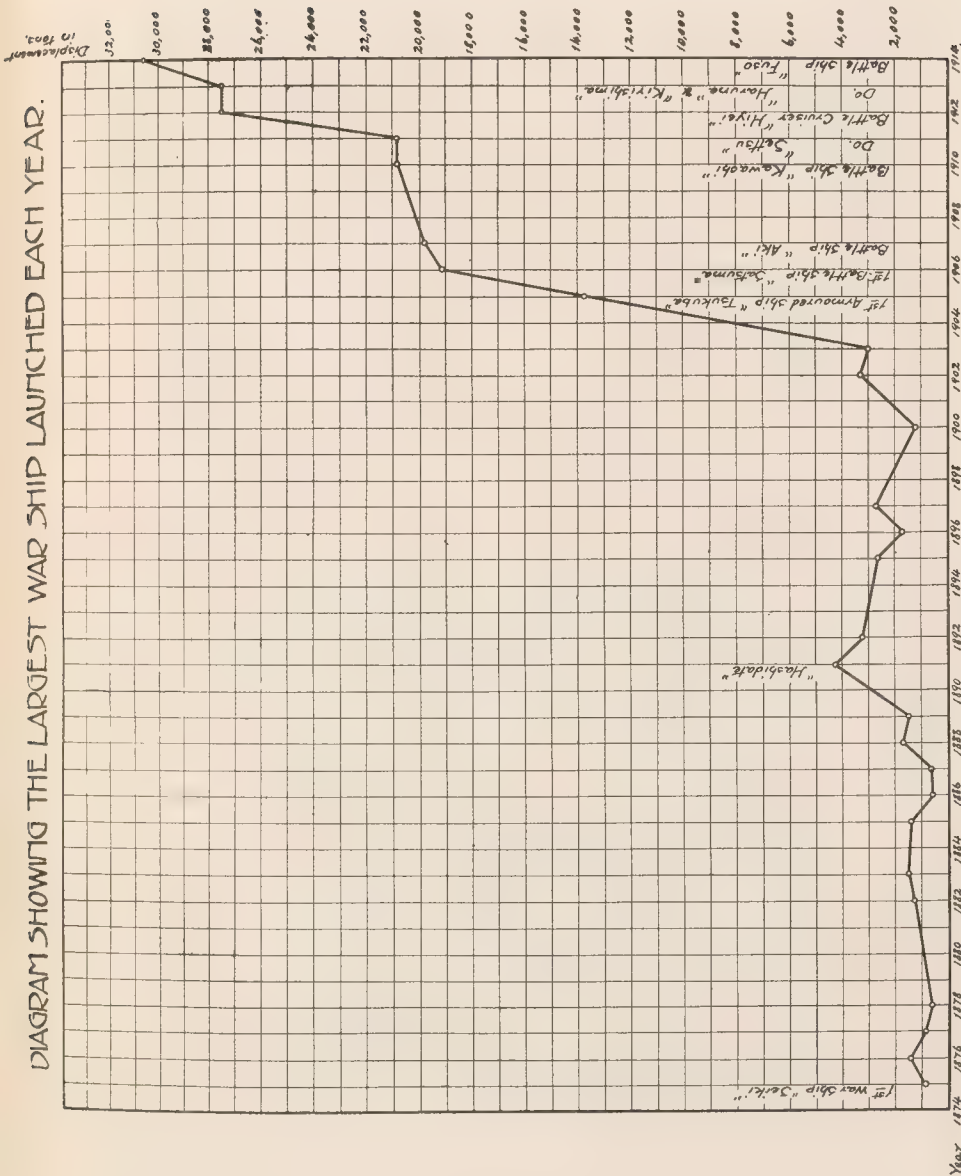 DIAGRAM SHOWING THE LARGEST WAR SHIP LAUNCHED EACH YEAR.
Displacement
in Tons.
32,00
30,000
28,000
26,000
24,000
22,000
20,000
18,000
16,000
14,000
12,000
10,000
8,000
6,000
4,000
2,000
1st War Ship "Seiki"
"Hashidate"
1st Armoured Ship "Tsukuba"
1st Battle Ship "Satsuma"
Battle Ship "Aki"
Battle Ship "Kawachi"
Do. "Settsu"
Battle Cruiser "Hiyei"
Do. "Haruna" & "Kirishima"
Battle Ship "Fuso"
Year 1874 1876 1878 1880 1882 1884 1886 1888 1890 1892 1894 1896 1898 1900 1902 1904 1906 1908 1910 1912 1914